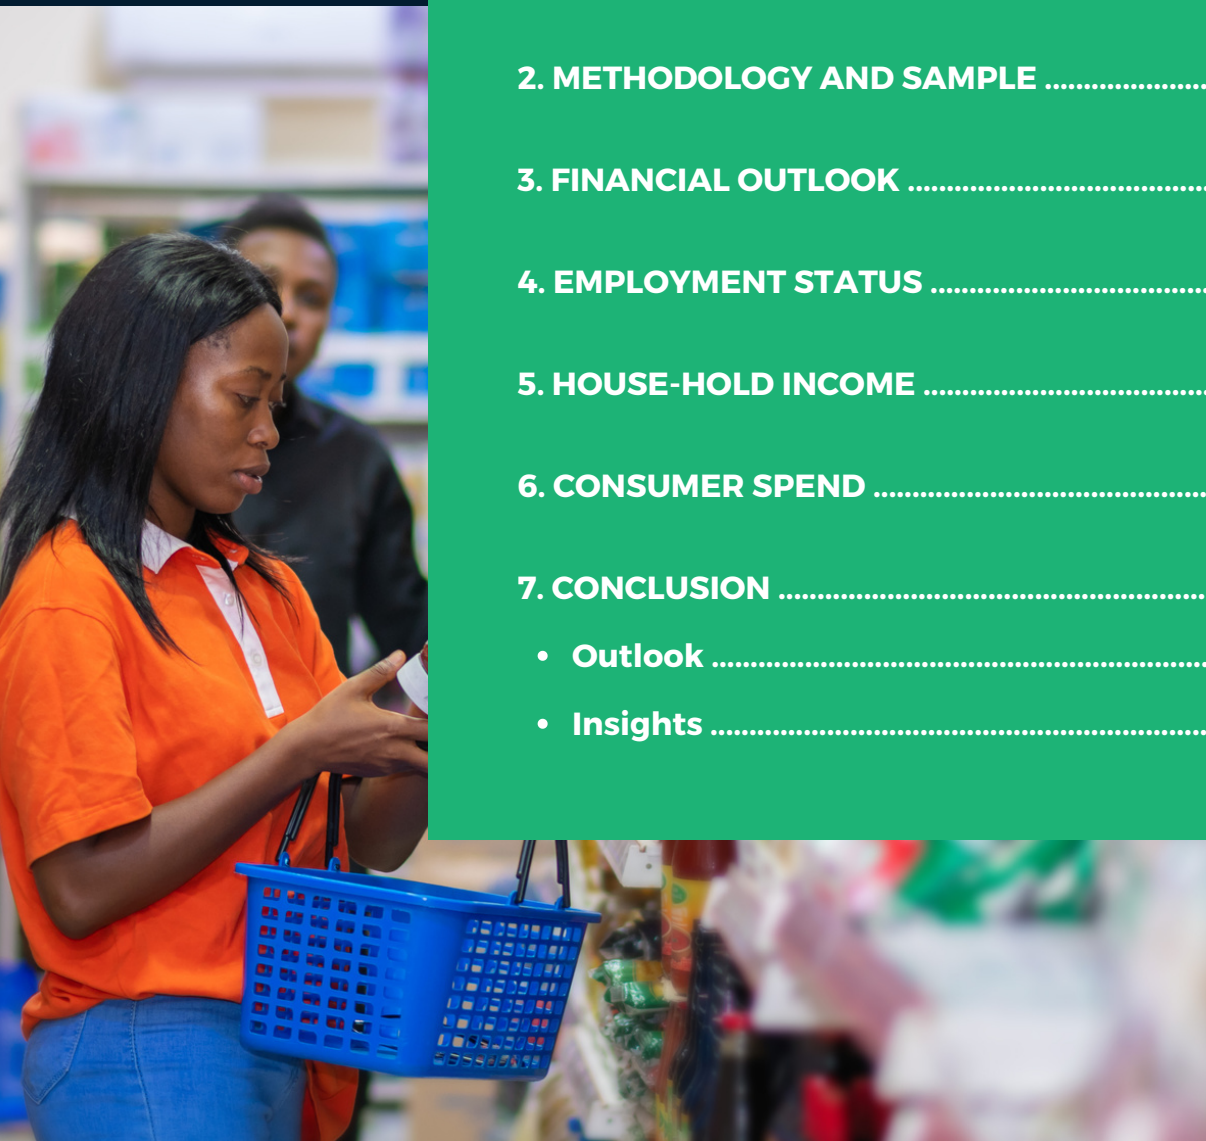 2. METHODOLOGY AND SAMPLE ......................
3. FINANCIAL OUTLOOK .......................................
4. EMPLOYMENT STATUS ....................................
5. HOUSE-HOLD INCOME .....................................
6. CONSUMER SPEND ...........................................
7. CONCLUSION ........................................................
• Outlook ................................................................
• Insights ................................................................